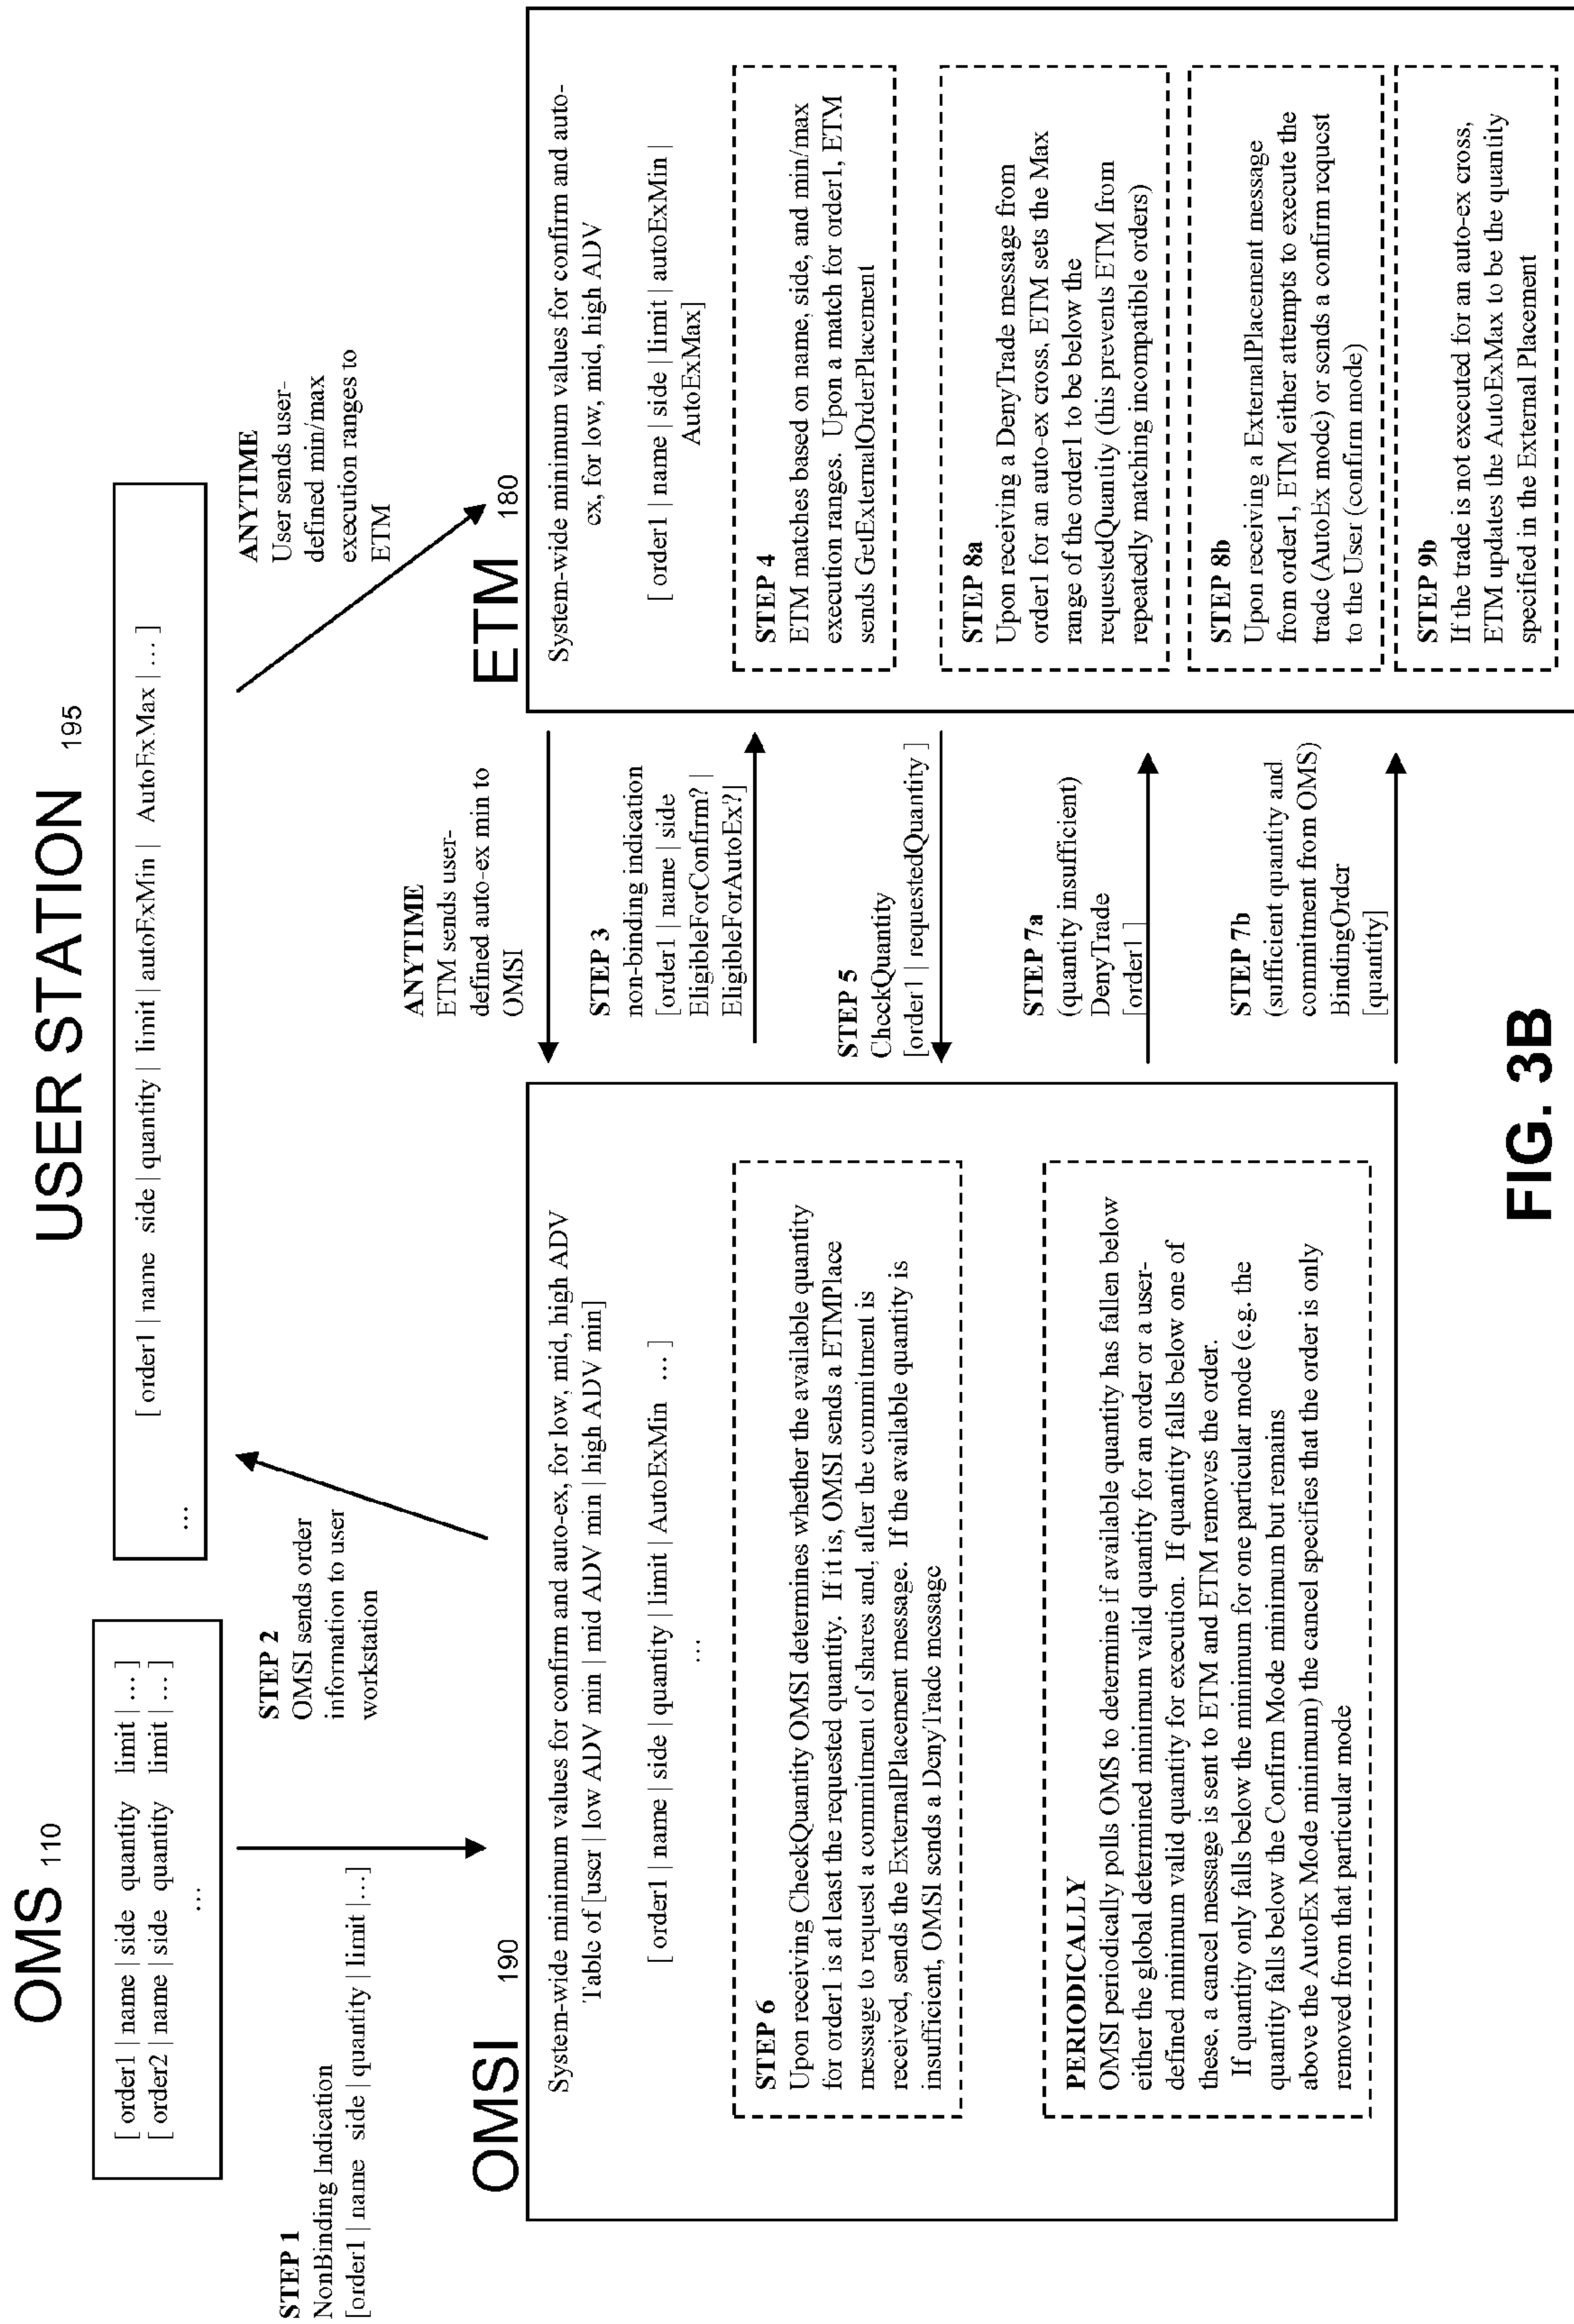 OMS 110
[ order1 | name | side quantity limit | … ]
[ order2 | name | side quantity limit | … ]
…
USER STATION 195
[ order1 | name side | quantity | limit | autoExMin | AutoExMax | … ]
…
STEP 1
NonBinding Indication
[order1 | name side | quantity | limit |…]
STEP 2
OMSI sends order
information to user
workstation
ANYTIME
User sends user-
defined min/max
execution ranges to
ETM
OMSI 190
System-wide minimum values for confirm and auto-ex, for low, mid, high ADV
Table of [user | low ADV min | mid ADV min | high ADV min]
[ order1 | name | side | quantity | limit | AutoExMin … ]
…
STEP 6
Upon receiving CheckQuantity OMSI determines whether the available quantity
for order1 is at least the requested quantity. If it is, OMSI sends a ETMPlace
message to request a commitment of shares and, after the commitment is
received, sends the ExternalPlacement message. If the available quantity is
insufficient, OMSI sends a DenyTrade message
PERIODICALLY
OMSI periodically polls OMS to determine if available quantity has fallen below
either the global determined minimum valid quantity for an order or a user-
defined minimum valid quantity for execution. If quantity falls below one of
these, a cancel message is sent to ETM and ETM removes the order.
If quantity only falls below the minimum for one particular mode (e.g. the
quantity falls below the Confirm Mode minimum but remains
above the AutoEx Mode minimum) the cancel specifies that the order is only
removed from that particular mode
ANYTIME
ETM sends user-
defined auto-ex min to
OMSI
STEP 3
non-binding indication
[order1 | name | side
EligibleForConfirm? |
EligibleForAutoEx?]
STEP 5
CheckQuantity
[order1 | requestedQuantity ]
STEP 7a
(quantity insufficient)
DenyTrade
[order1 ]
STEP 7b
(sufficient quantity and
commitment from OMS)
BindingOrder
[quantity]
ETM 180
System-wide minimum values for confirm and auto-
ex, for low, mid, high ADV
[ order1 | name | side | limit | autoExMin |
AutoExMax]
STEP 4
ETM matches based on name, side, and min/max
execution ranges. Upon a match for order1, ETM
sends GetExternalOrderPlacement
STEP 8a
Upon receiving a DenyTrade message from
order1 for an auto-ex cross, ETM sets the Max
range of the order1 to be below the
requestedQuantity (this prevents ETM from
repeatedly matching incompatible orders)
STEP 8b
Upon receiving a ExternalPlacement message
from order1, ETM either attempts to execute the
trade (AutoEx mode) or sends a confirm request
to the User (confirm mode)
STEP 9b
If the trade is not executed for an auto-ex cross,
ETM updates the AutoExMax to be the quantity
specified in the External Placement
FIG. 3B